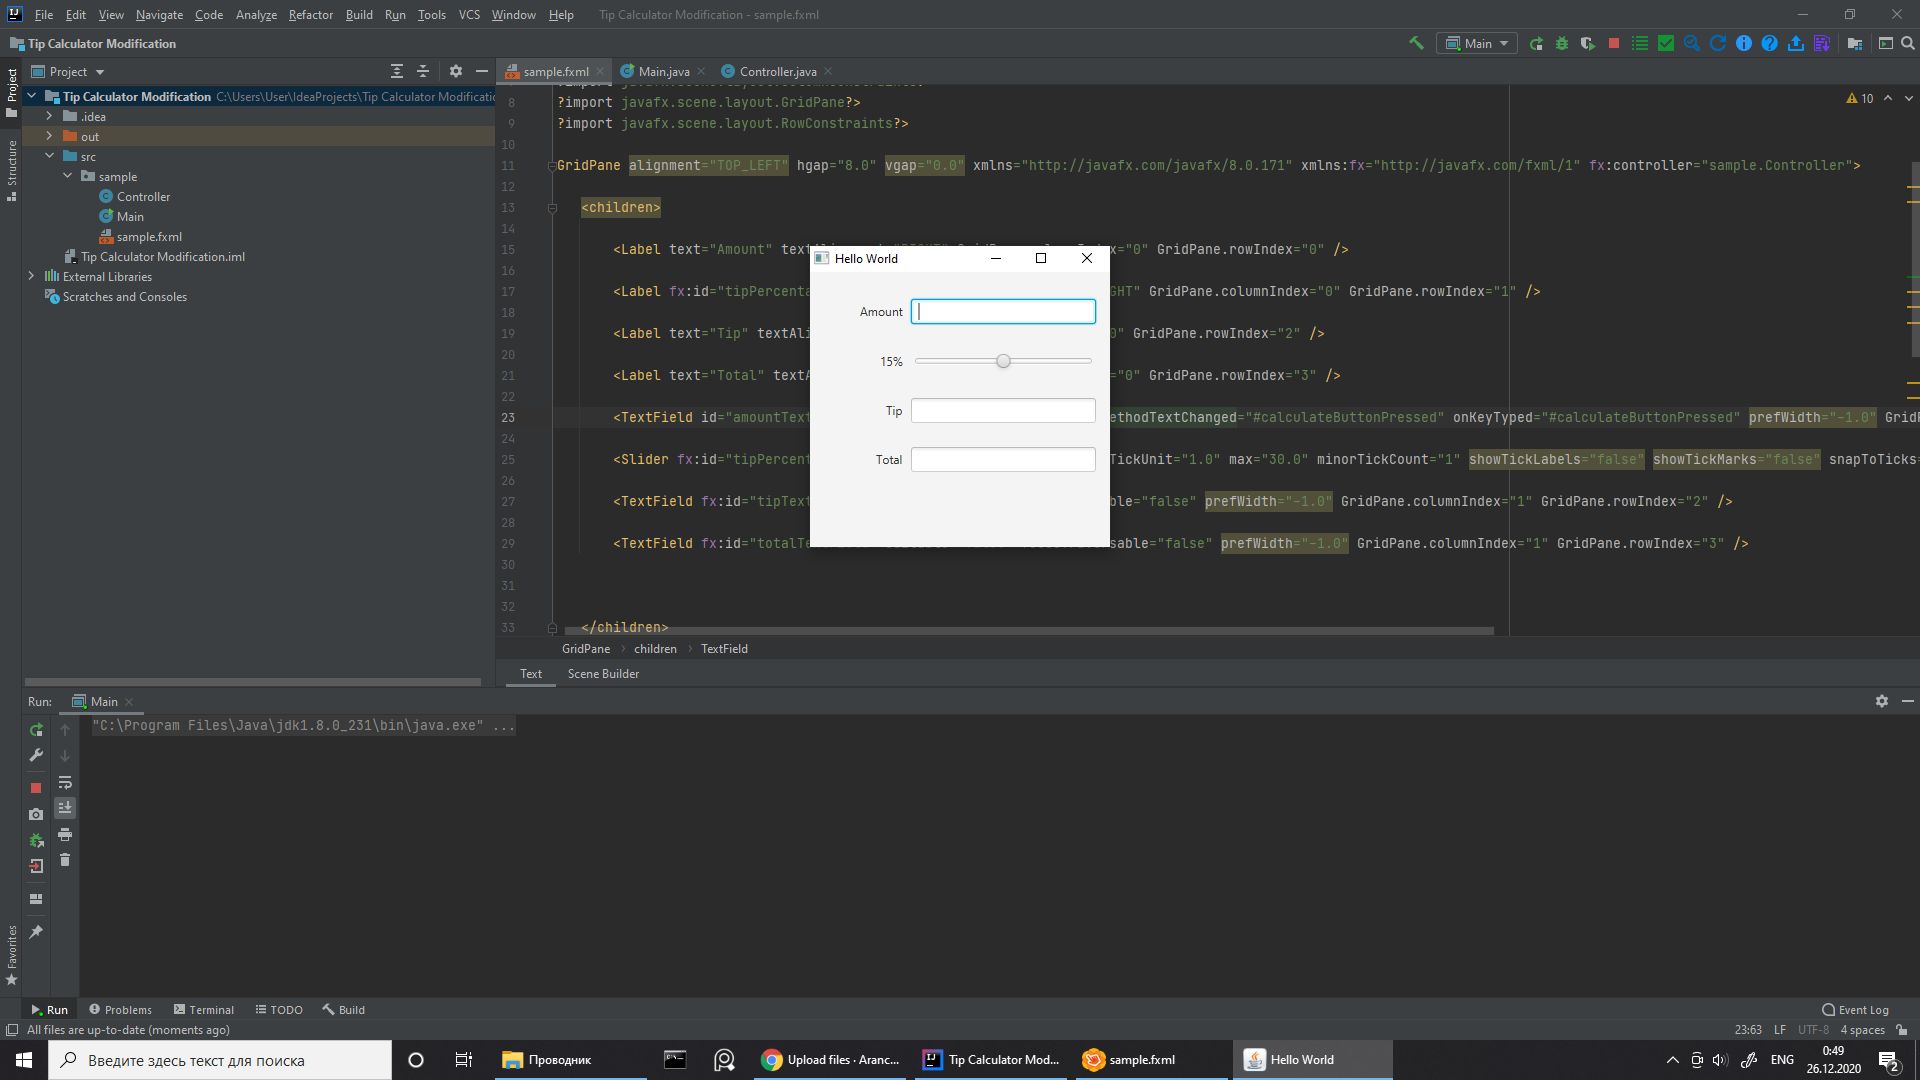 File Edit View Navigate Code Analyze Refactor Build Run Tools VCS Window Help Tip Calculator Modification - sample.fxml
Tip Calculator Modification
Main
Project
sample.fxml
Main.java
Controller.java
Tip Calculator Modification C:\Users\User\IdeaProjects\Tip Calculator Modificatic
.idea
out
src
sample
Controller
Main
sample.fxml
Tip Calculator Modification.iml
External Libraries
Scratches and Consoles
Project
Structure
Favorites
10
8 ?import javafx.scene.layout.GridPane?>
9 ?import javafx.scene.layout.RowConstraints?>
10
11 GridPane alignment="TOP_LEFT" hgap="8.0" vgap="0.0" xmlns="http://javafx.com/javafx/8.0.171" xmlns:fx="http://javafx.com/fxml/1" fx:controller="sample.Controller">
12
13 <children>
14
15 <Label text="Amount" ="0" GridPane.rowIndex="0" />
16
17 <Label fx:id="tipPercenta GHT" GridPane.columnIndex="0" GridPane.rowIndex="1" />
18
19 <Label text="Tip" textAli 0" GridPane.rowIndex="2" />
20
21 <Label text="Total" textA ="0" GridPane.rowIndex="3" />
22
23 <TextField id="amountText ethodTextChanged="#calculateButtonPressed" onKeyTyped="#calculateButtonPressed" prefWidth="-1.0" GridP
24
25 <Slider fx:id="tipPercent TickUnit="1.0" max="30.0" minorTickCount="1" showTickLabels="false" showTickMarks="false" snapToTicks=
26
27 <TextField fx:id="tipText ble="false" prefWidth="-1.0" GridPane.columnIndex="1" GridPane.rowIndex="2" />
28
29 <TextField fx:id="totalTe sable="false" prefWidth="-1.0" GridPane.columnIndex="1" GridPane.rowIndex="3" />
30
31
32
33 </children>
Hello World
Amount
15%
Tip
Total
GridPane children TextField
Text Scene Builder
Run: Main
"C:\Program Files\Java\jdk1.8.0_231\bin\java.exe" ...
Run Problems Terminal TODO Build Event Log
All files are up-to-date (moments ago) 23:63 LF UTF-8 4 spaces
Введите здесь текст для поиска
Проводник
Upload files · Aranc...
Tip Calculator Mod...
sample.fxml
Hello World
ENG
0:49
26.12.2020
2